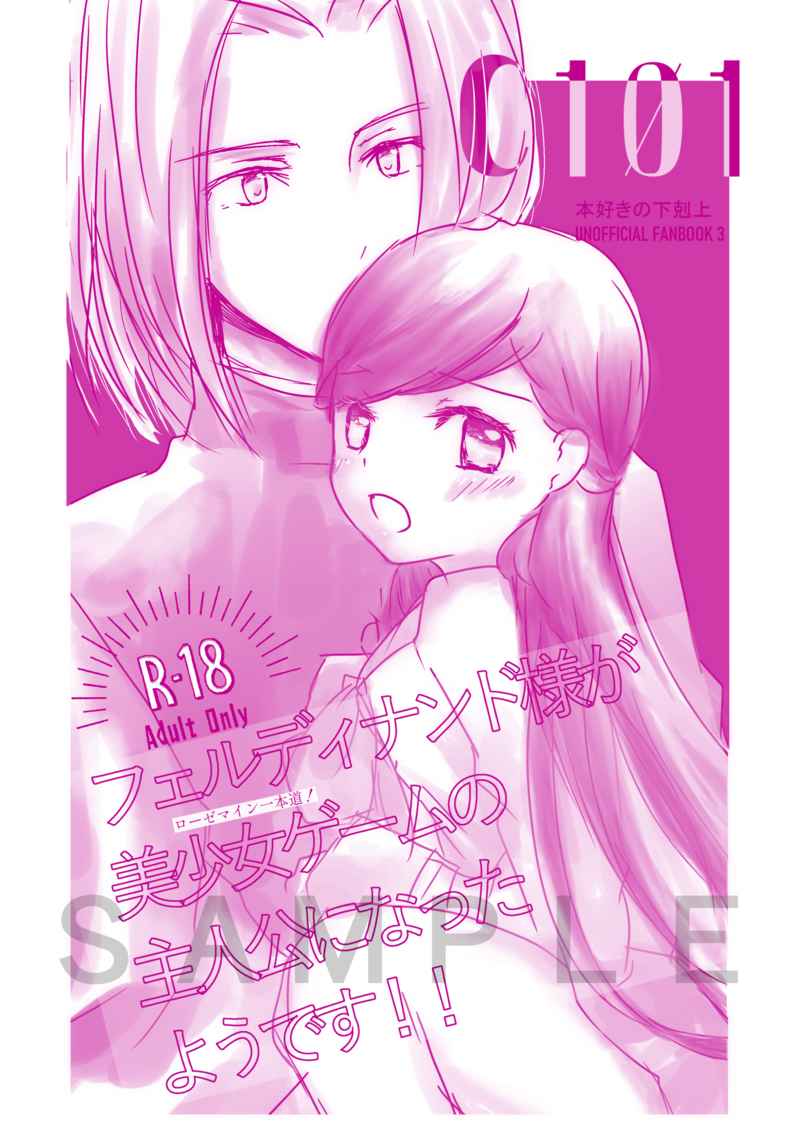 C101
本好きの下剋上
UNOFFICIAL FANBOOK 3
R-18
Adult Only
フェルディナンド様が
ローゼマイン一本道!
美少女ゲームの
主人公になった
ようです!!
SAMPLE